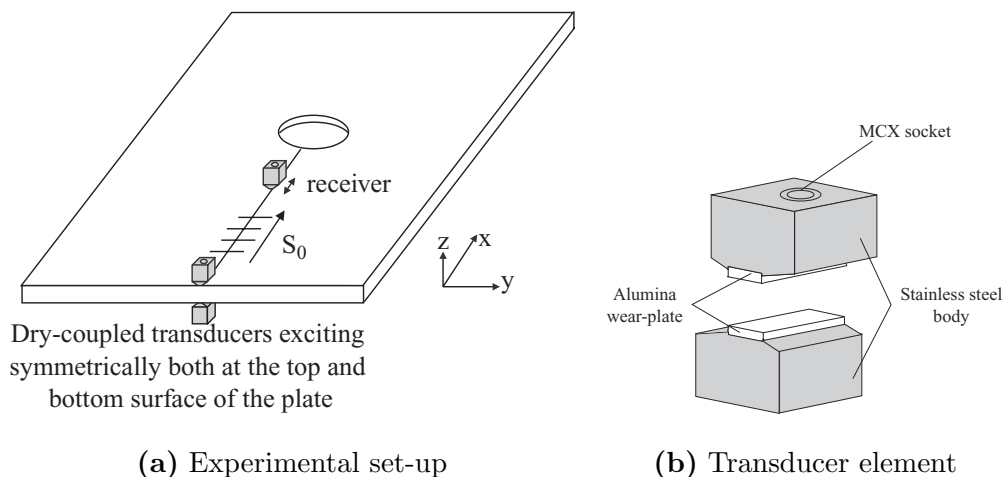 receiver
S0
z
x
y
Dry-coupled transducers exciting
symmetrically both at the top and
bottom surface of the plate
(a) Experimental set-up
MCX socket
Alumina
wear-plate
Stainless steel
body
(b) Transducer element